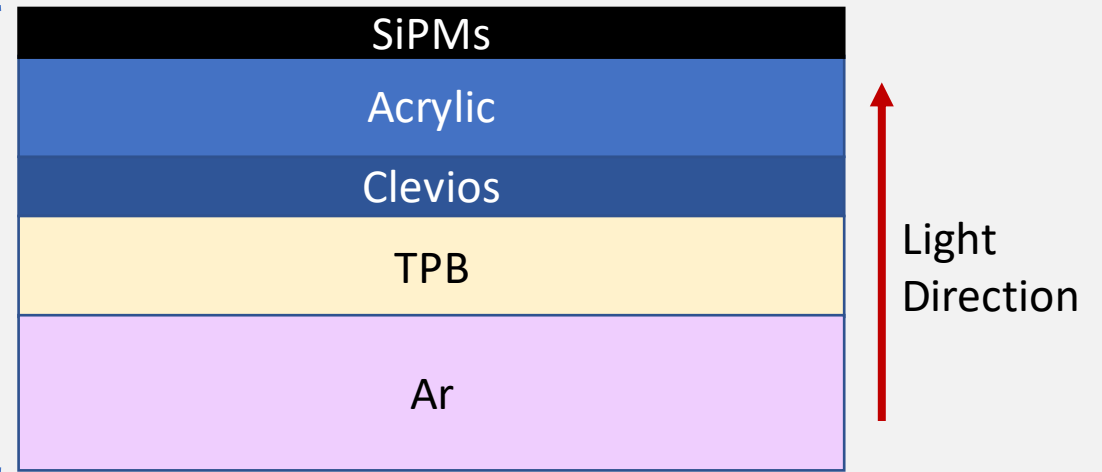 SiPMs
Acrylic
Clevios
TPB
Ar
Light
Direction